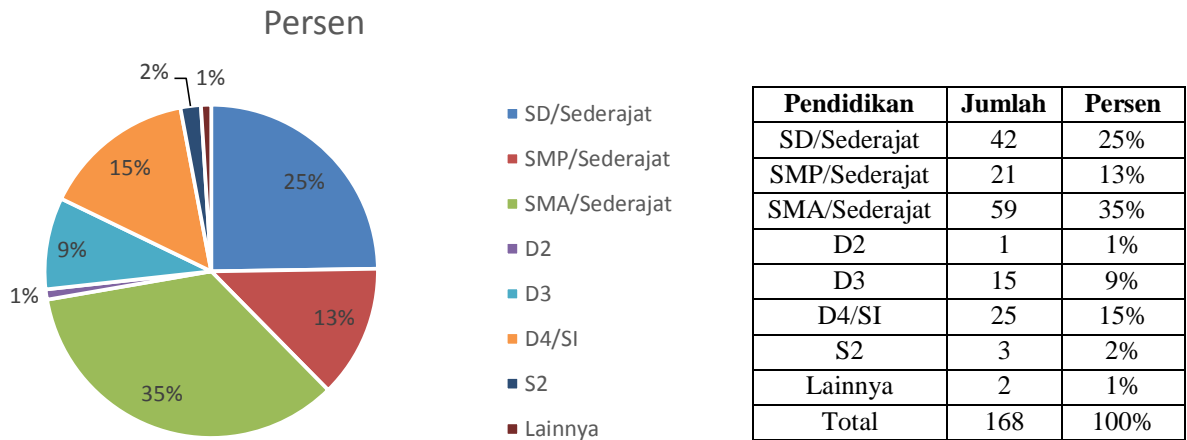 Persen
2% 1%
15%
25%
9%
1%
13%
35%
SD/Sederajat
SMP/Sederajat
SMA/Sederajat
D2
D3
D4/SI
S2
Lainnya
Pendidikan Jumlah Persen
SD/Sederajat 42 25%
SMP/Sederajat 21 13%
SMA/Sederajat 59 35%
D2 1 1%
D3 15 9%
D4/SI 25 15%
S2 3 2%
Lainnya 2 1%
Total 168 100%